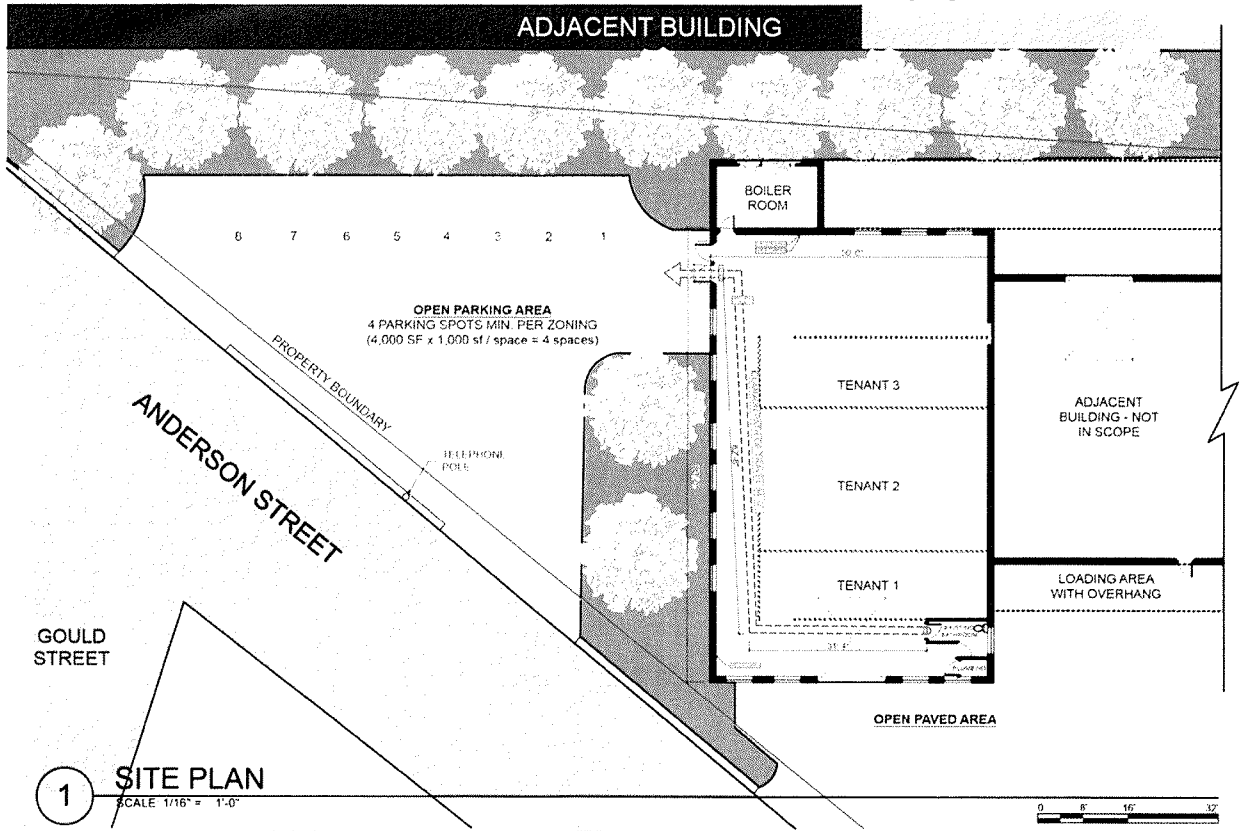 ADJACENT BUILDING
BOILER
ROOM
8 7 6 5 4 3 2 1
OPEN PARKING AREA
4 PARKING SPOTS MIN. PER ZONING
(4,000 SF x 1,000 sf / space = 4 spaces)
PROPERTY BOUNDARY
TENANT 3
ADJACENT
BUILDING - NOT
IN SCOPE
ANDERSON STREET
TELEPHONE
POLE
TENANT 2
TENANT 1
LOADING AREA
WITH OVERHANG
GOULD
STREET
BATHROOM
OPEN PAVED AREA
1
SITE PLAN
SCALE 1/16" = 1'-0"
0 8' 16' 32'